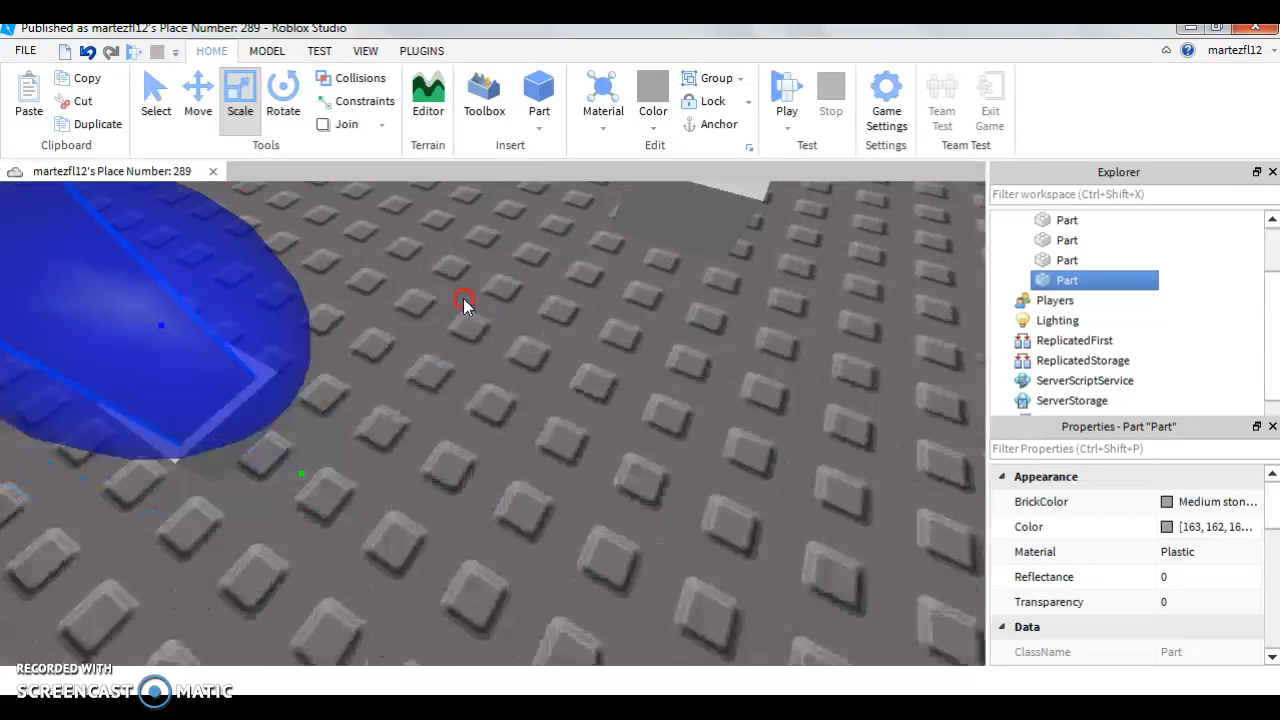 Published as martezfl12's Place Number: 289 - Roblox Studio
FILE HOME MODEL TEST VIEW PLUGINS martezfl12
Paste Copy Cut Duplicate Clipboard
Select Move Scale Rotate Collisions Constraints Join Tools
Editor Terrain
Toolbox Part Insert
Material Color Group Lock Anchor Edit
Play Stop Test
Game Settings Settings
Team Test Exit Game Team Test
martezfl12's Place Number: 289
Explorer
Filter workspace (Ctrl+Shift+X)
Part
Part
Part
Part
Players
Lighting
ReplicatedFirst
ReplicatedStorage
ServerScriptService
ServerStorage
Properties - Part "Part"
Filter Properties (Ctrl+Shift+P)
Appearance
BrickColor Medium ston...
Color [163, 162, 16...
Material Plastic
Reflectance 0
Transparency 0
Data
ClassName Part
RECORDED WITH
SCREENCAST MATIC